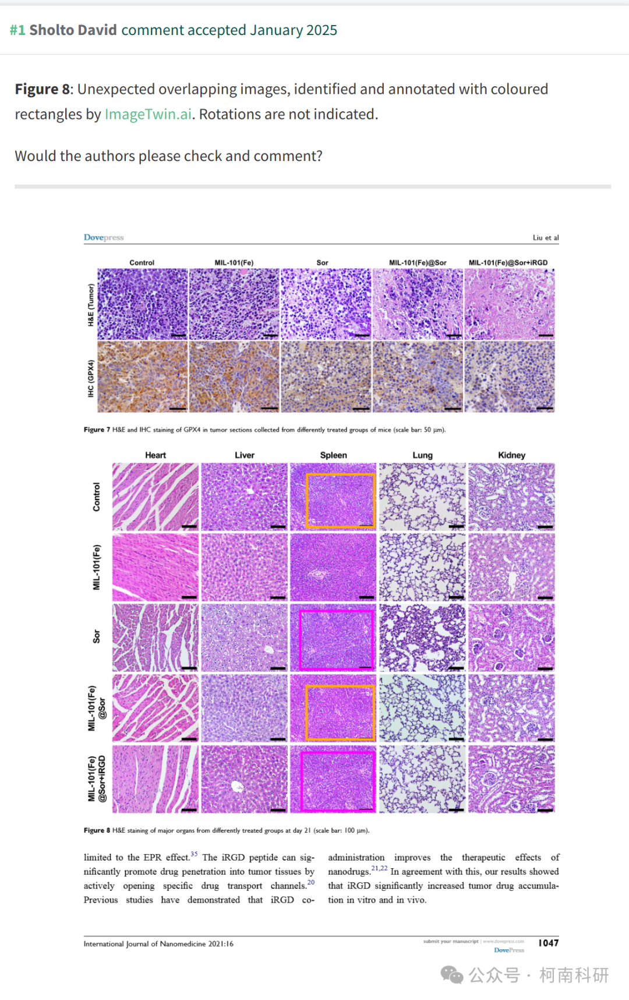 #1 Sholto David comment accepted January 2025
Figure 8: Unexpected overlapping images, identified and annotated with coloured
rectangles by ImageTwin.ai. Rotations are not indicated.
Would the authors please check and comment?
Dovepress
Liu et al
Control MIL-101(Fe) Sor MIL-101(Fe)@Sor MIL-101(Fe)@Sor+iRGD
H&E (Tumor)
IHC (GPX4)
Figure 7 H&E and IHC staining of GPX4 in tumor sections collected from differently treated groups of mice (scale bar: 50 μm).
Heart Liver Spleen Lung Kidney
Control
MIL-101(Fe)
Sor
MIL-101(Fe)
@Sor
MIL-101(Fe)
@Sor+iRGD
Figure 8 H&E staining of major organs from differently treated groups at day 21 (scale bar: 100 μm).
limited to the EPR effect.35 The iRGD peptide can sig-
nificantly promote drug penetration into tumor tissues by
actively opening specific drug transport channels.20
Previous studies have demonstrated that iRGD co-
administration improves the therapeutic effects of
nanodrugs.21,22 In agreement with this, our results showed
that iRGD significantly increased tumor drug accumula-
tion in vitro and in vivo.
International Journal of Nanomedicine 2021:16
submit your manuscript | www.dovepress.com
DovePress
1047
公众号 · 柯南科研